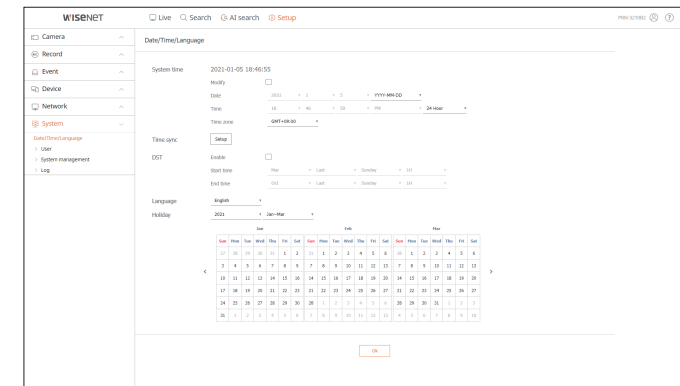 WISENET
Live Search AI search Setup
Camera
Record
Event
Device
Network
System
Date/Time/Language
User
System management
Log
Date/Time/Language
System time 2021-01-05 18:46:55
Modify
Date 2021 1 5 YYYY-MM-DD
Time 18 46 PM 24 Hour
Time zone GMT+09:00
Time sync Setup
DST Enable
Start time Mar Last Sunday 1H
End time Oct Last Sunday 1H
Language English
Holiday 2021 Jan~Mar
Jan Feb Mar
Sun Mon Tue Wed Thu Fri Sat Sun Mon Tue Wed Thu Fri Sat Sun Mon Tue Wed Thu Fri Sat
27 28 29 30 31 1 2 31 1 2 3 4 5 6 28 1 2 3 4 5 6
3 4 5 6 7 8 9 7 8 9 10 11 12 13 7 8 9 10 11 12 13
10 11 12 13 14 15 16 14 15 16 17 18 19 20 14 15 16 17 18 19 20
17 18 19 20 21 22 23 21 22 23 24 25 26 27 21 22 23 24 25 26 27
24 25 26 27 28 29 30 28 1 2 3 4 5 6 28 29 30 31 1 2 3
31 1 2 3 4 5 6 7 8 9 10 11 12 13 4 5 6 7 8 9 10
Ok